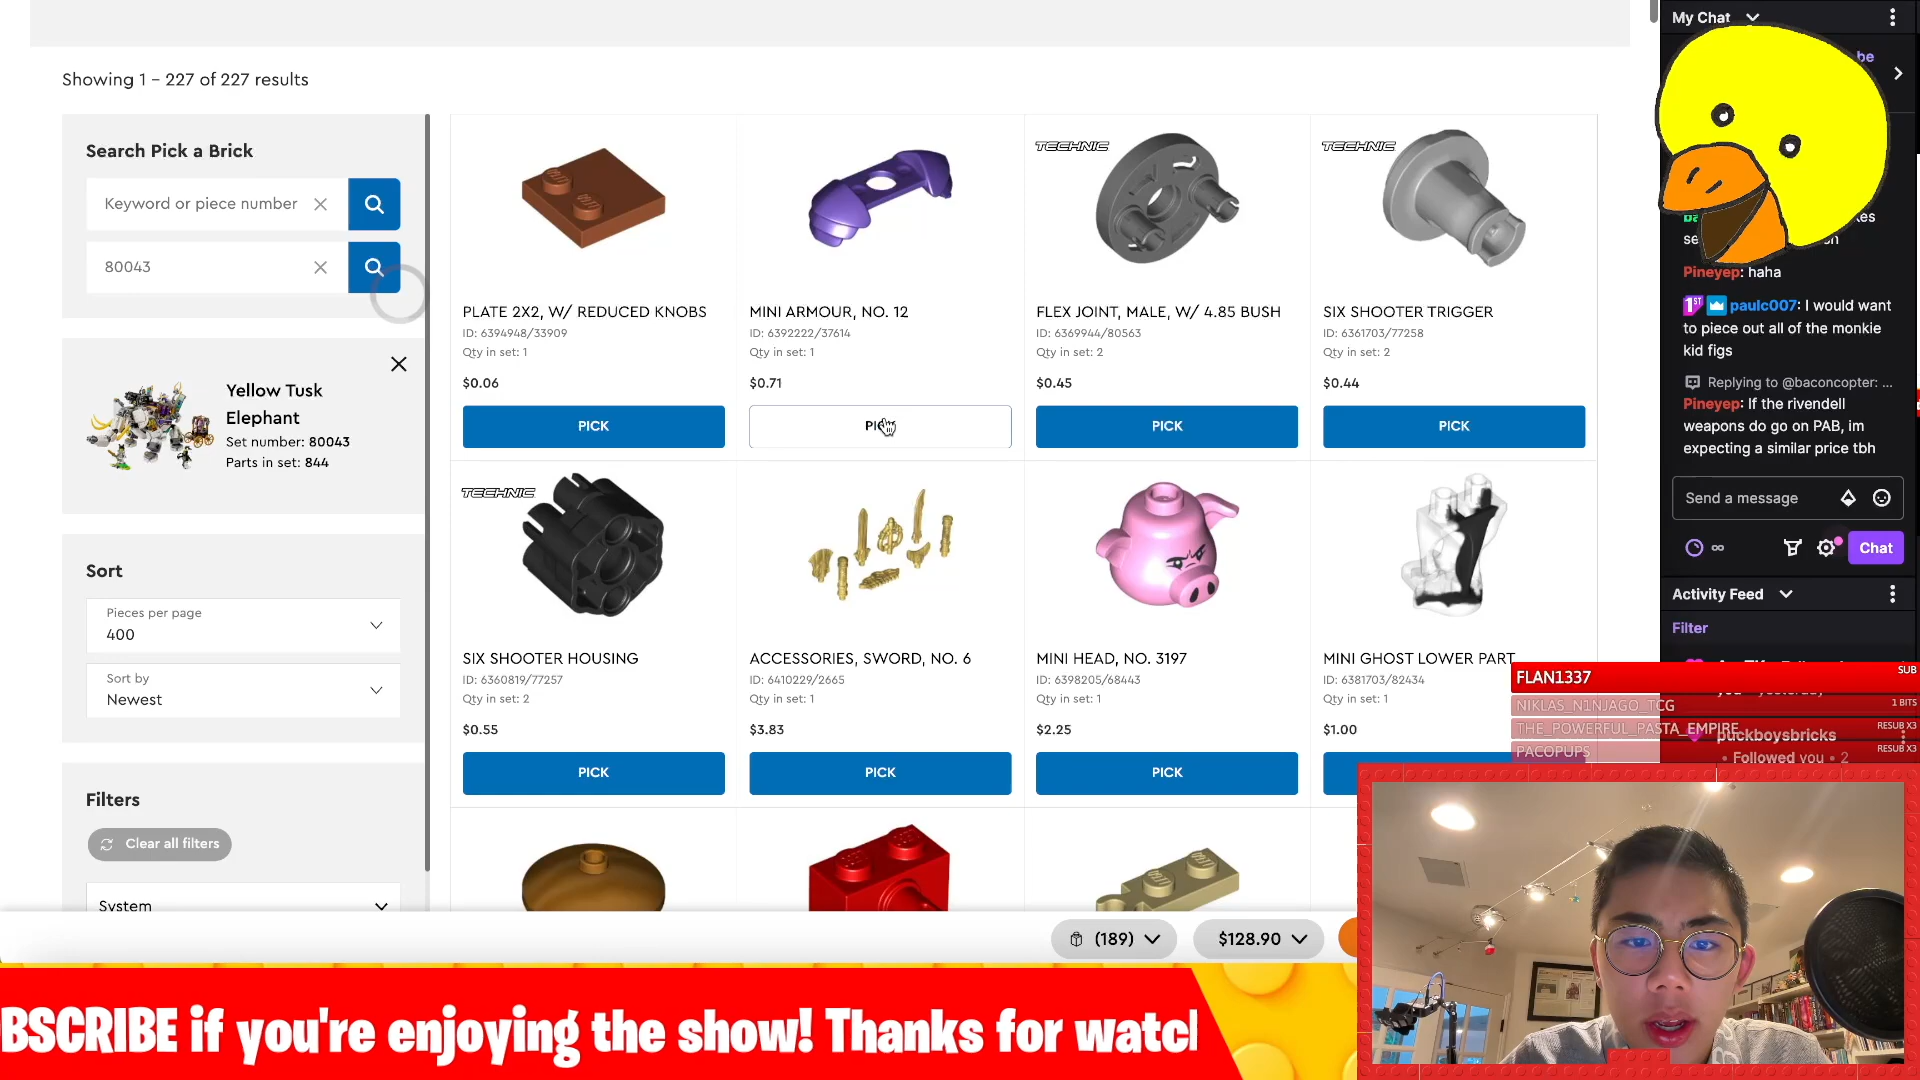 Showing 1 – 227 of 227 results
Search Pick a Brick
Keyword or piece number
80043
Yellow Tusk
Elephant
Set number: 80043
Parts in set: 844
Sort
Pieces per page
400
Sort by
Newest
Filters
Clear all filters
System
PLATE 2X2, W/ REDUCED KNOBS
ID: 6394948/33909
Qty in set: 1
$0.06
PICK
MINI ARMOUR, NO. 12
ID: 6392222/37614
Qty in set: 1
$0.71
PICK
TECHNIC
FLEX JOINT, MALE, W/ 4.85 BUSH
ID: 6369944/80563
Qty in set: 2
$0.45
PICK
TECHNIC
SIX SHOOTER TRIGGER
ID: 6361703/77258
Qty in set: 2
$0.44
PICK
TECHNIC
SIX SHOOTER HOUSING
ID: 6360819/77257
Qty in set: 2
$0.55
PICK
ACCESSORIES, SWORD, NO. 6
ID: 6410229/2665
Qty in set: 1
$3.83
PICK
MINI HEAD, NO. 3197
ID: 6398205/68443
Qty in set: 1
$2.25
PICK
MINI GHOST LOWER PART
ID: 6381703/82434
Qty in set: 1
$1.00
(189)
$128.90
BSCRIBE if you're enjoying the show! Thanks for watcl
My Chat
be
Pineyep: haha
1ST paulc007: I would want
to piece out all of the monkie
kid figs
Replying to @baconcopter: ...
Pineyep: If the rivendell
weapons do go on PAB, im
expecting a similar price tbh
Send a message
∞
Chat
Activity Feed
Filter
FLAN1337
SUB
NIKLAS_N1NJAGO_TCG
1 BITS
THE_POWERFUL_PASTA_EMPIRE
RESUB X3
PACOPUPS
RESUB X3
puckboysbricks
• Followed you • 2